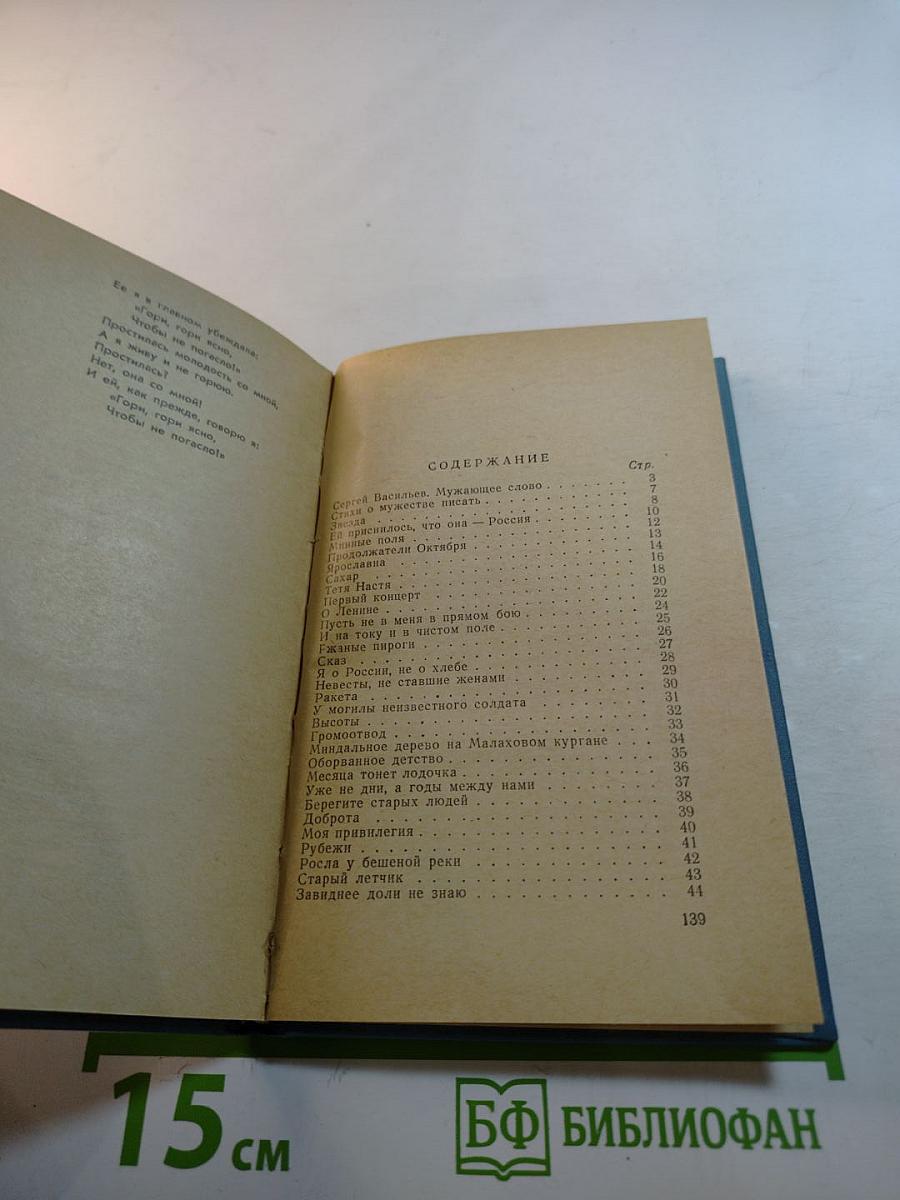 Ее я в главном убеждала:
«Гори, гори ясно,
Чтобы не погасло!»
Простилась молодость со мной,
А я живу и не горюю.
Простилась?
Нет, она со мной!
И ей, как прежде, говорю я:
«Гори, гори ясно,
Чтобы не погасло!»
СОДЕРЖАНИЕ
Стр.
Сергей Васильев. Мужающее слово . . . . . . . 3
Стихи о мужестве писать . . . . . . . . . . 7
Звезда . . . . . . . . . . . . . . . . 8
Ей приснилось, что она — Россия . . . . . . . 10
Минные поля . . . . . . . . . . . . . . 12
Продолжатели Октября . . . . . . . . . . . 13
Ярославна . . . . . . . . . . . . . . . 14
Сахар . . . . . . . . . . . . . . . . 16
Тетя Настя . . . . . . . . . . . . . . . 18
Первый концерт . . . . . . . . . . . . . 20
О Ленине . . . . . . . . . . . . . . . 22
Пусть не в меня в прямом бою . . . . . . . . 24
И на току и в чистом поле . . . . . . . . . 25
Ржаные пироги . . . . . . . . . . . . . 26
Сказ . . . . . . . . . . . . . . . . . 27
Я о России, не о хлебе . . . . . . . . . . . 28
Невесты, не ставшие женами . . . . . . . . . 29
Ракета . . . . . . . . . . . . . . . . 30
У могилы неизвестного солдата . . . . . . . . 31
Высоты . . . . . . . . . . . . . . . . 32
Громоотвод . . . . . . . . . . . . . . . 33
Миндальное дерево на Малаховом кургане . . . 34
Оборванное детство . . . . . . . . . . . . 35
Месяца тонет лодочка . . . . . . . . . . . 36
Уже не дни, а годы между нами . . . . . . . . 37
Берегите старых людей . . . . . . . . . . . 38
Доброта . . . . . . . . . . . . . . . . 39
Моя привилегия . . . . . . . . . . . . . 40
Рубежи . . . . . . . . . . . . . . . . 41
Росла у бешеной реки . . . . . . . . . . . 42
Старый летчик . . . . . . . . . . . . . . 43
Завиднее доли не знаю . . . . . . . . . . . 44
139
15 см
БФ БИБЛИОФАН